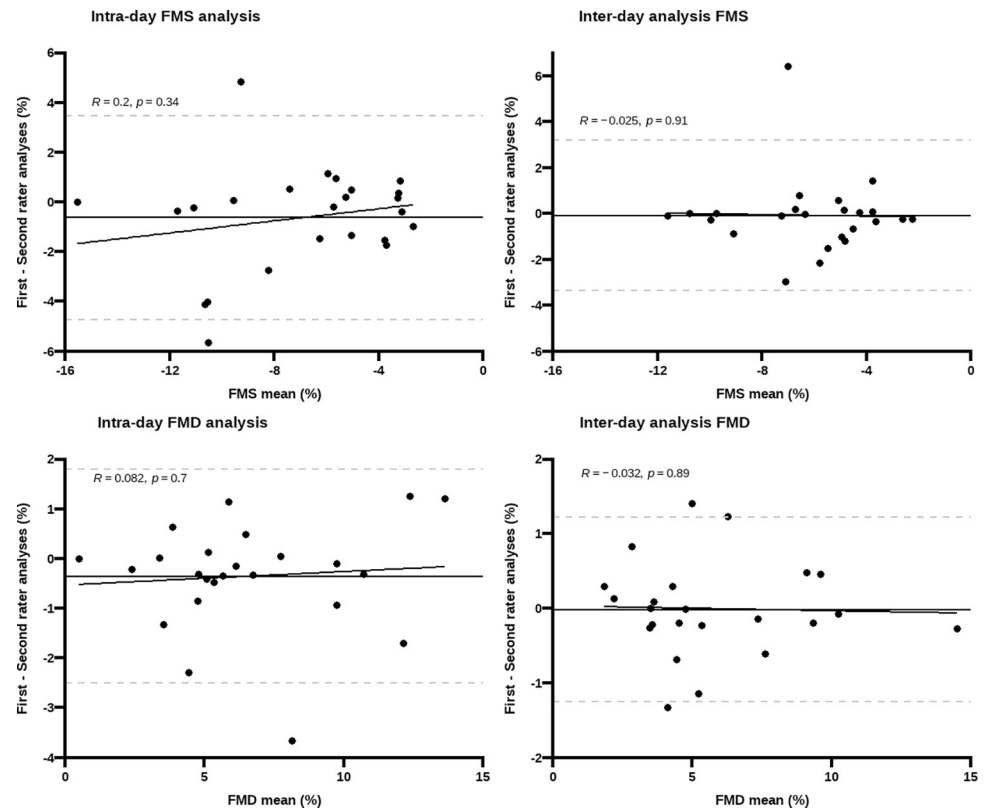 Intra-day FMS analysis
First - Second rater analyses (%)
6
4
2
0
-2
-4
-6
R = 0.2, p = 0.34
-16
-12
-8
-4
0
FMS mean (%)
Inter-day analysis FMS
First - Second rater analyses (%)
6
4
2
0
-2
-4
-6
R = −0.025, p = 0.91
-16
-12
-8
-4
0
FMS mean (%)
Intra-day FMD analysis
First - Second rater analyses (%)
2
1
0
-1
-2
-3
-4
R = 0.082, p = 0.7
0
5
10
15
FMD mean (%)
Inter-day analysis FMD
First - Second rater analyses (%)
2
1
0
-1
-2
R = −0.032, p = 0.89
0
5
10
15
FMD mean (%)